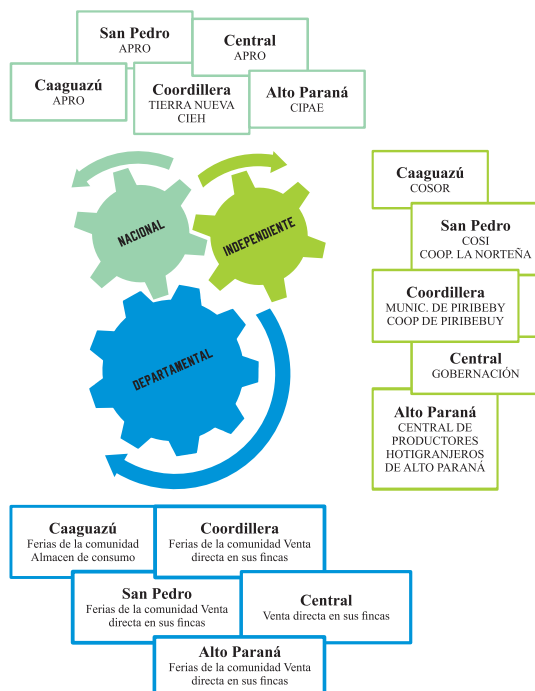 San Pedro
APRO
Central
APRO
Caaguazú
APRO
Coordillera
TIERRA NUEVA
CIEH
Alto Paraná
CIPAE
NACIONAL
INDEPENDIENTE
DEPARTAMENTAL
Caaguazú
COSOR
San Pedro
COSI
COOP. LA NORTEÑA
Coordillera
MUNIC. DE PIRIBEBY
COOP DE PIRIBEBUY
Central
GOBERNACIÓN
Alto Paraná
CENTRAL DE
PRODUCTORES
HOTIGRANJEROS
DE ALTO PARANÁ
Caaguazú
Ferias de la comunidad
Almacen de consumo
Coordillera
Ferias de la comunidad Venta
directa en sus fincas
San Pedro
Ferias de la comunidad Venta
directa en sus fincas
Central
Venta directa en sus fincas
Alto Paraná
Ferias de la comunidad Venta
directa en sus fincas